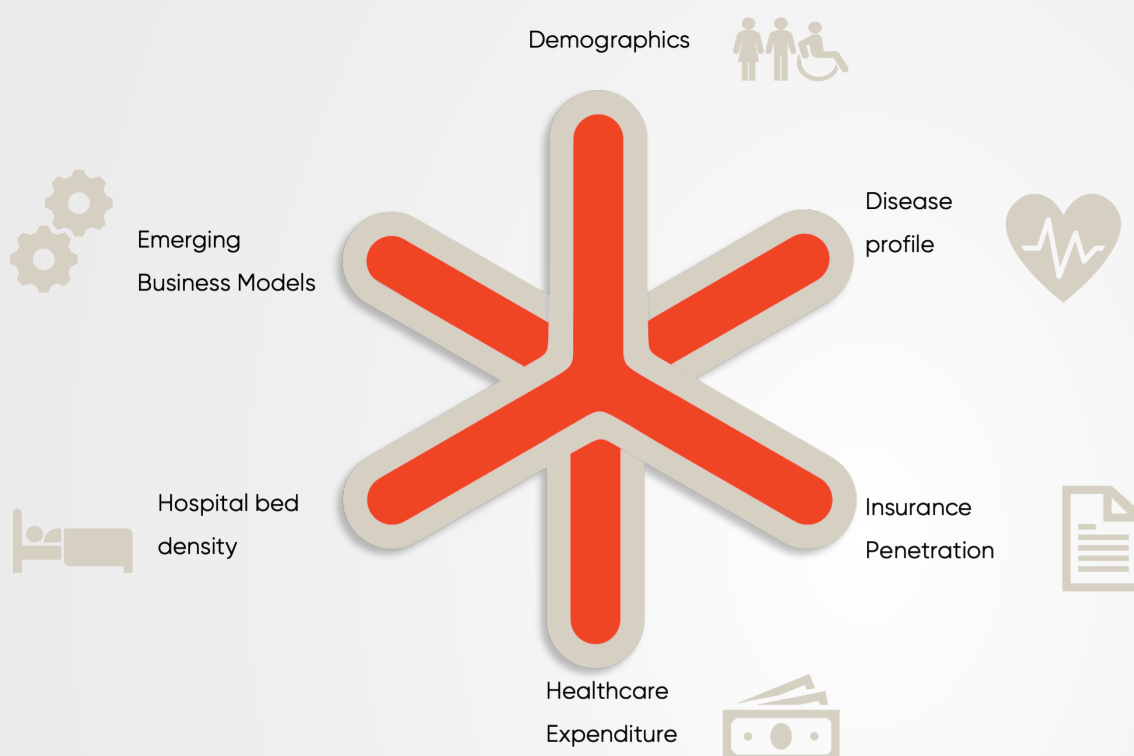 Demographics
Disease
profile
Emerging
Business Models
Hospital bed
density
Insurance
Penetration
Healthcare
Expenditure